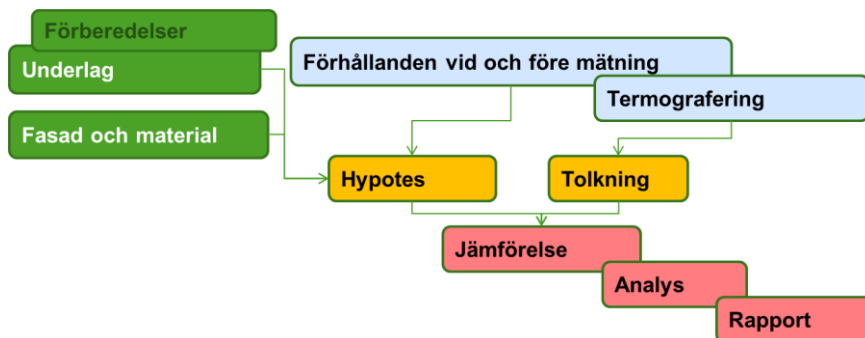 Förberedelser
Underlag
Förhållanden vid och före mätning
Termografering
Fasad och material
Hypotes
Tolkning
Jämförelse
Analys
Rapport